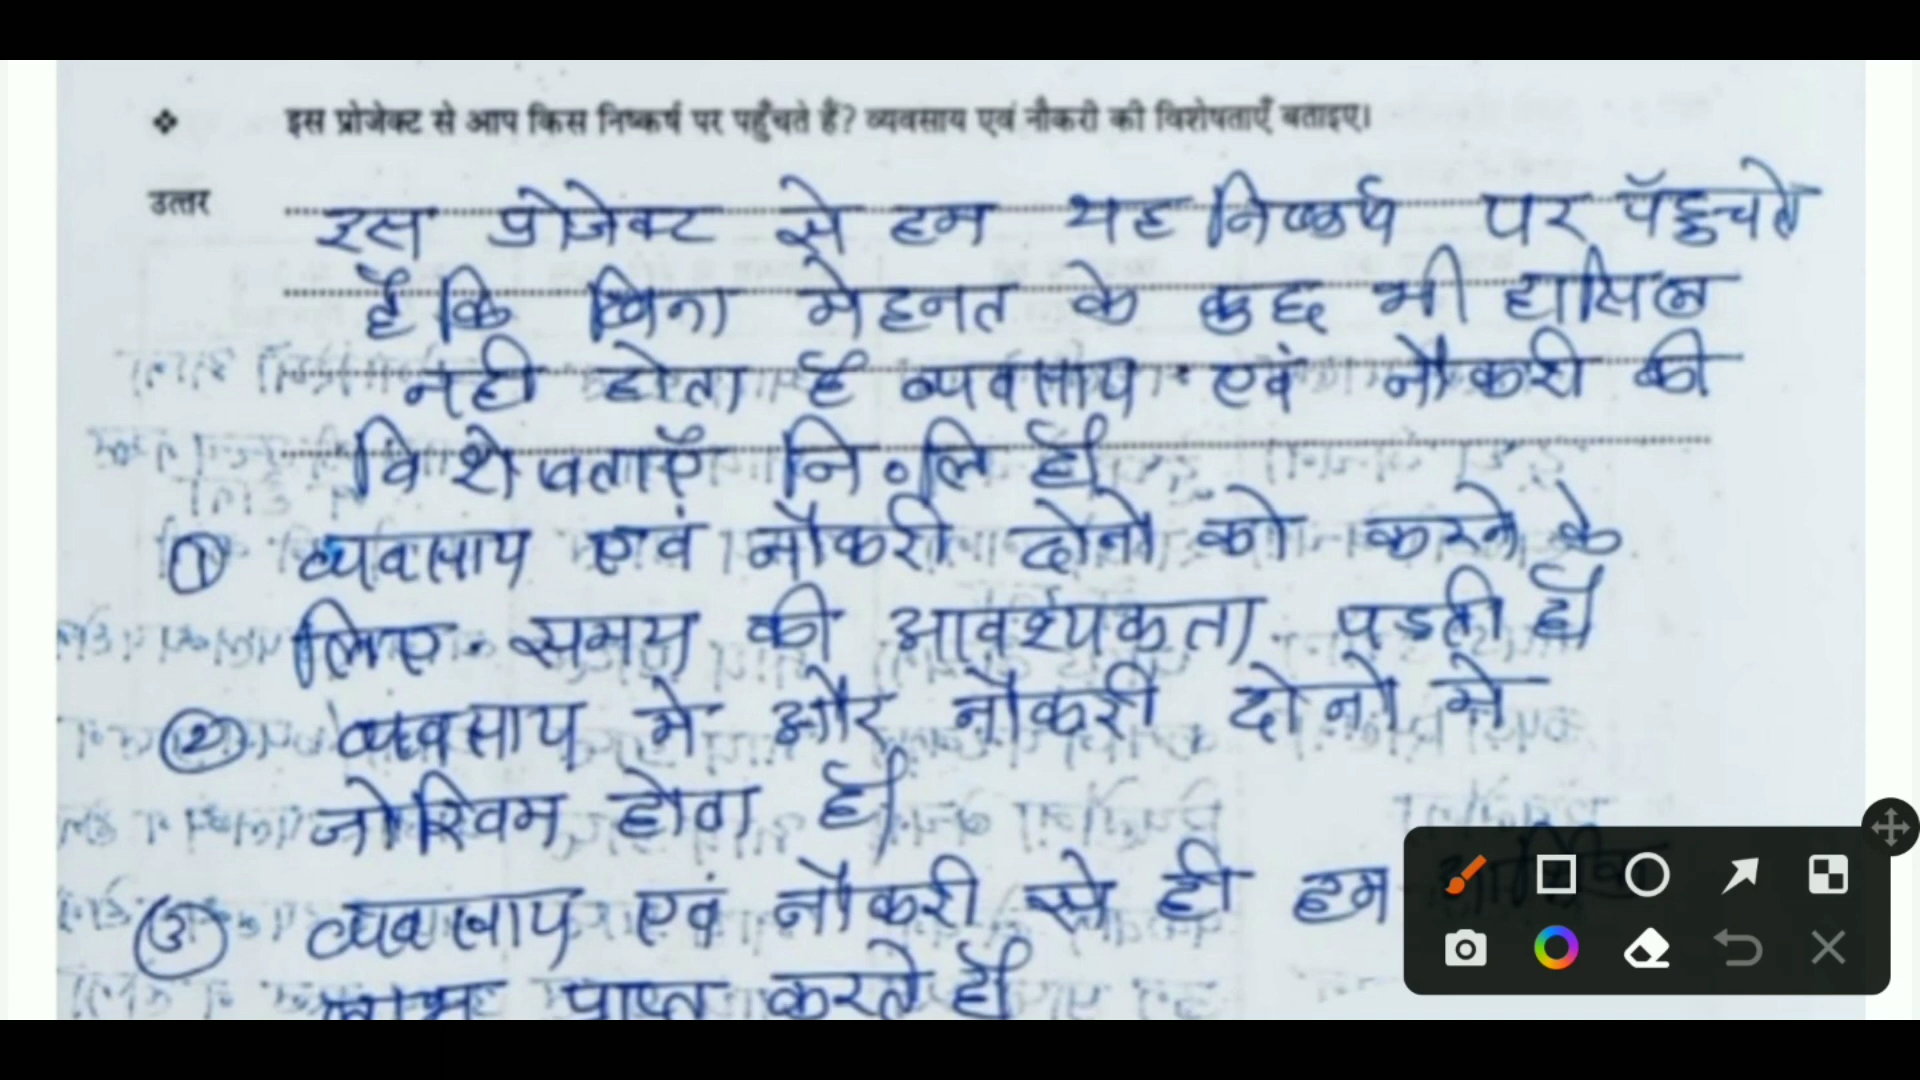 ❖ इस प्रोजेक्ट से आप किस निष्कर्ष पर पहुँचते हैं? व्यवसाय एवं नौकरी की विशेषताएँ बताइए।
उत्तर इस प्रोजेक्ट से हम यह निष्कर्ष पर पँहुचते
है कि बिना मेहनत के कुछ भी हासिल
नही होता है व्यवसाय एवं नौकरी की
विशेषताएँ नि॰लि है।
① व्यवसाय एवं नौकरी दोनो को करने के
लिए समय की आवश्यकता पडती है।
② व्यवसाय मे और नौकरी दोनो मे
जोखिम होता है।
③ व्यवसाय एवं नौकरी से ही हम
लाभ प्राप्त करते है।